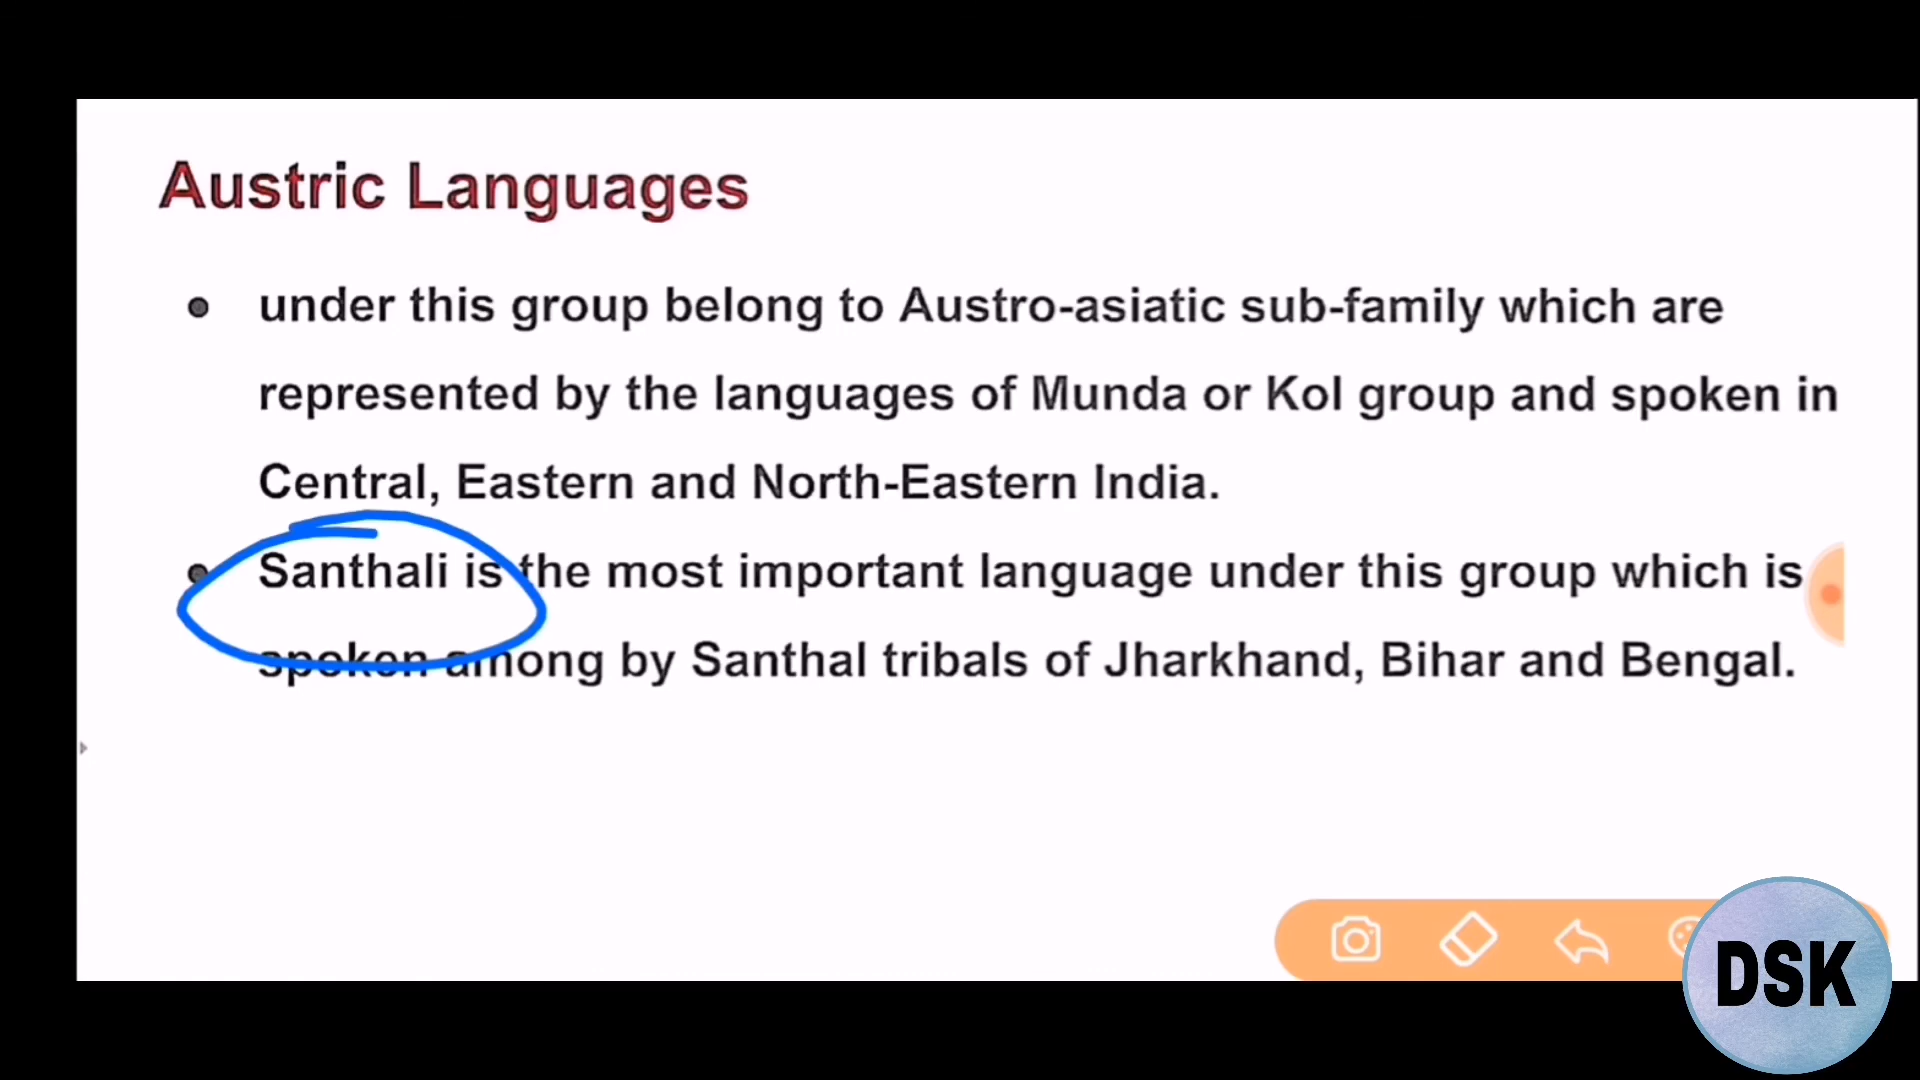 Austric Languages
under this group belong to Austro-asiatic sub-family which are
represented by the languages of Munda or Kol group and spoken in
Central, Eastern and North-Eastern India.
Santhali is the most important language under this group which is
spoken among by Santhal tribals of Jharkhand, Bihar and Bengal.
DSK